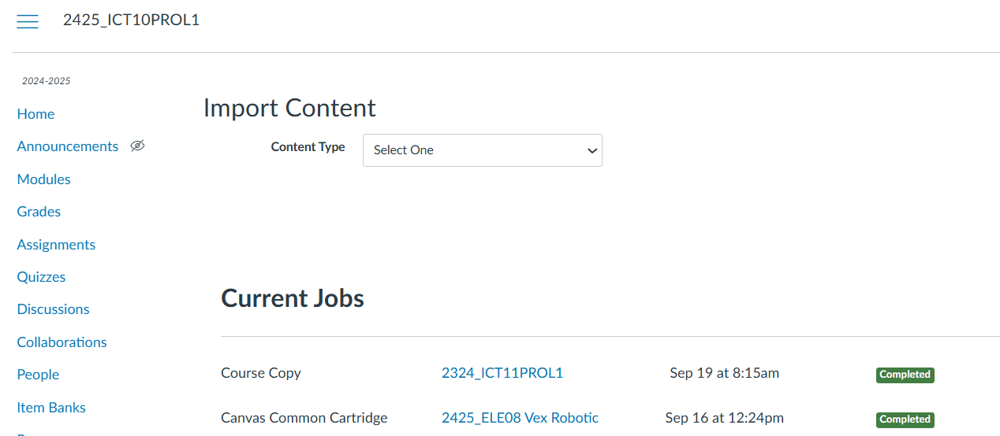 2425_ICT10PROL1
2024-2025
Home
Announcements
Modules
Grades
Assignments
Quizzes
Discussions
Collaborations
People
Item Banks
Import Content
Content Type Select One
Current Jobs
Course Copy 2324_ICT11PROL1 Sep 19 at 8:15am Completed
Canvas Common Cartridge 2425_ELE08 Vex Robotic Sep 16 at 12:24pm Completed